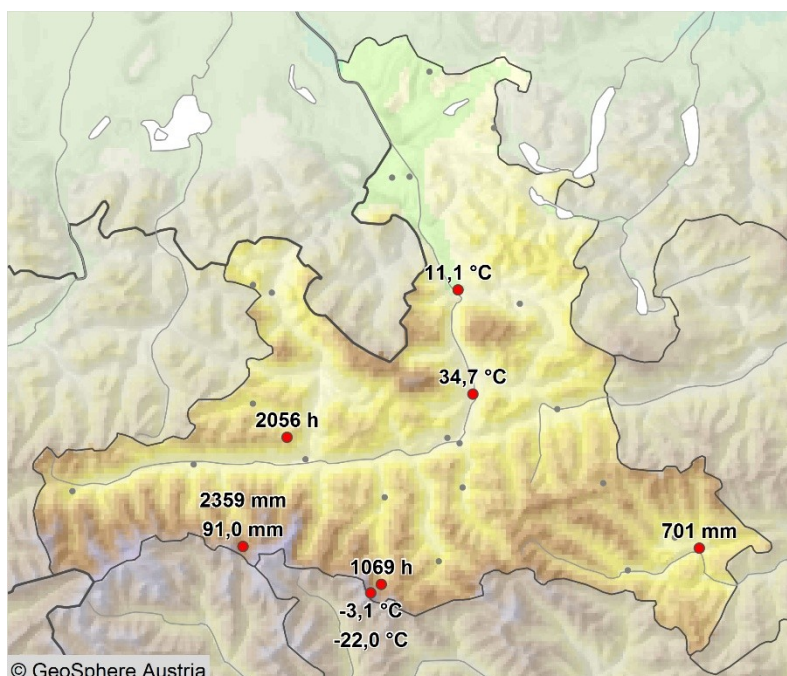 11,1 °C
34,7 °C
2056 h
2359 mm
91,0 mm
701 mm
1069 h
-3,1 °C
-22,0 °C
© GeoSphere Austria